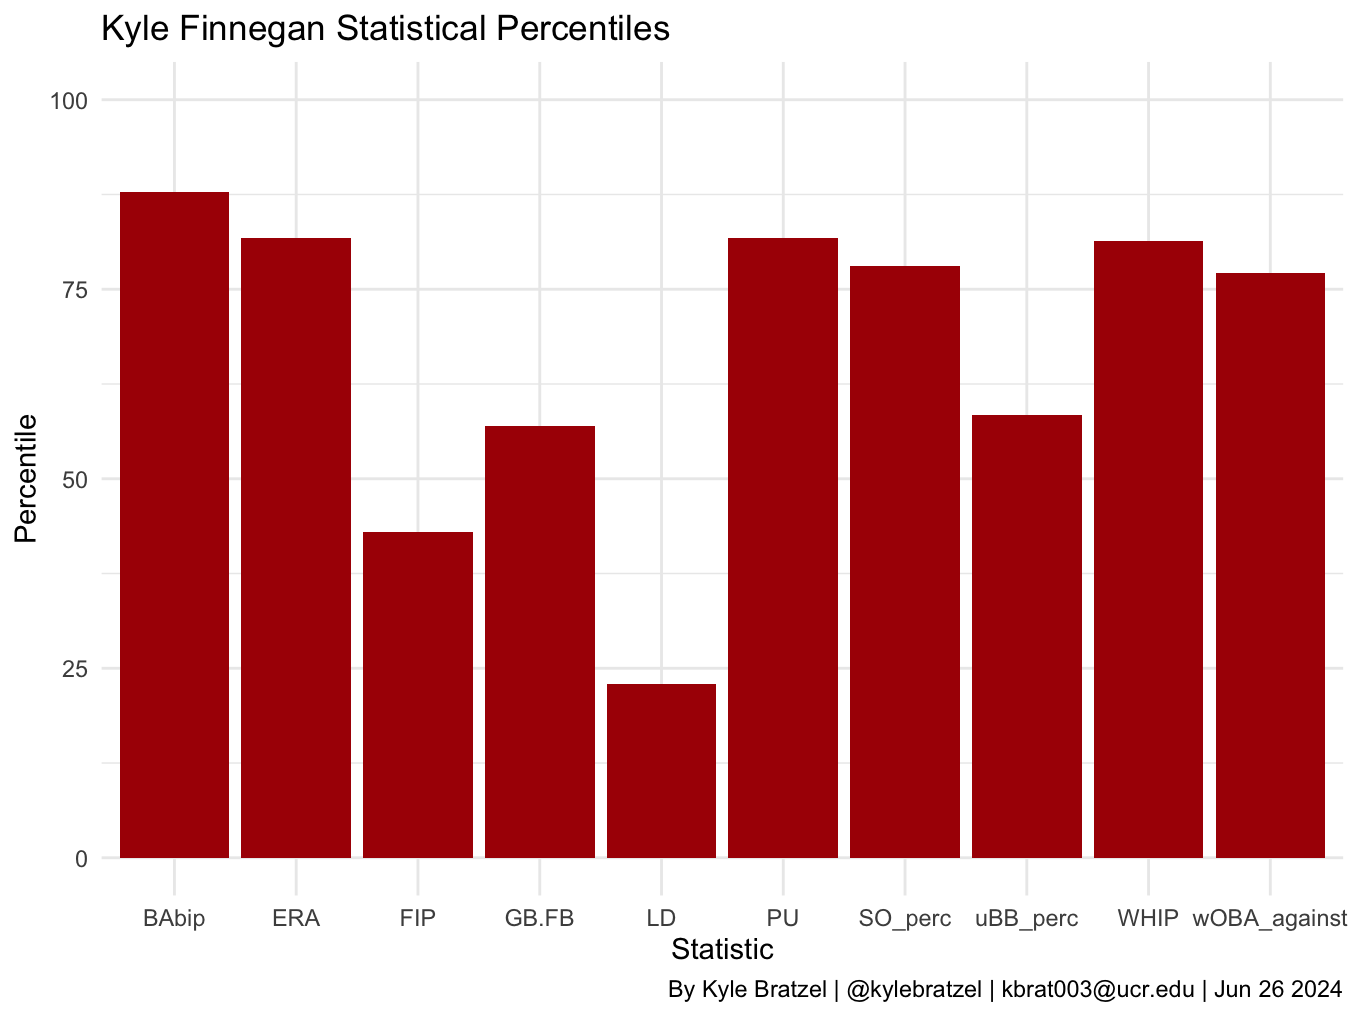 Kyle Finnegan Statistical Percentiles
100
75
50
25
0
Percentile
BAbip ERA FIP GB.FB LD PU SO_perc uBB_perc WHIP wOBA_against
Statistic
By Kyle Bratzel | @kylebratzel | kbrat003@ucr.edu | Jun 26 2024